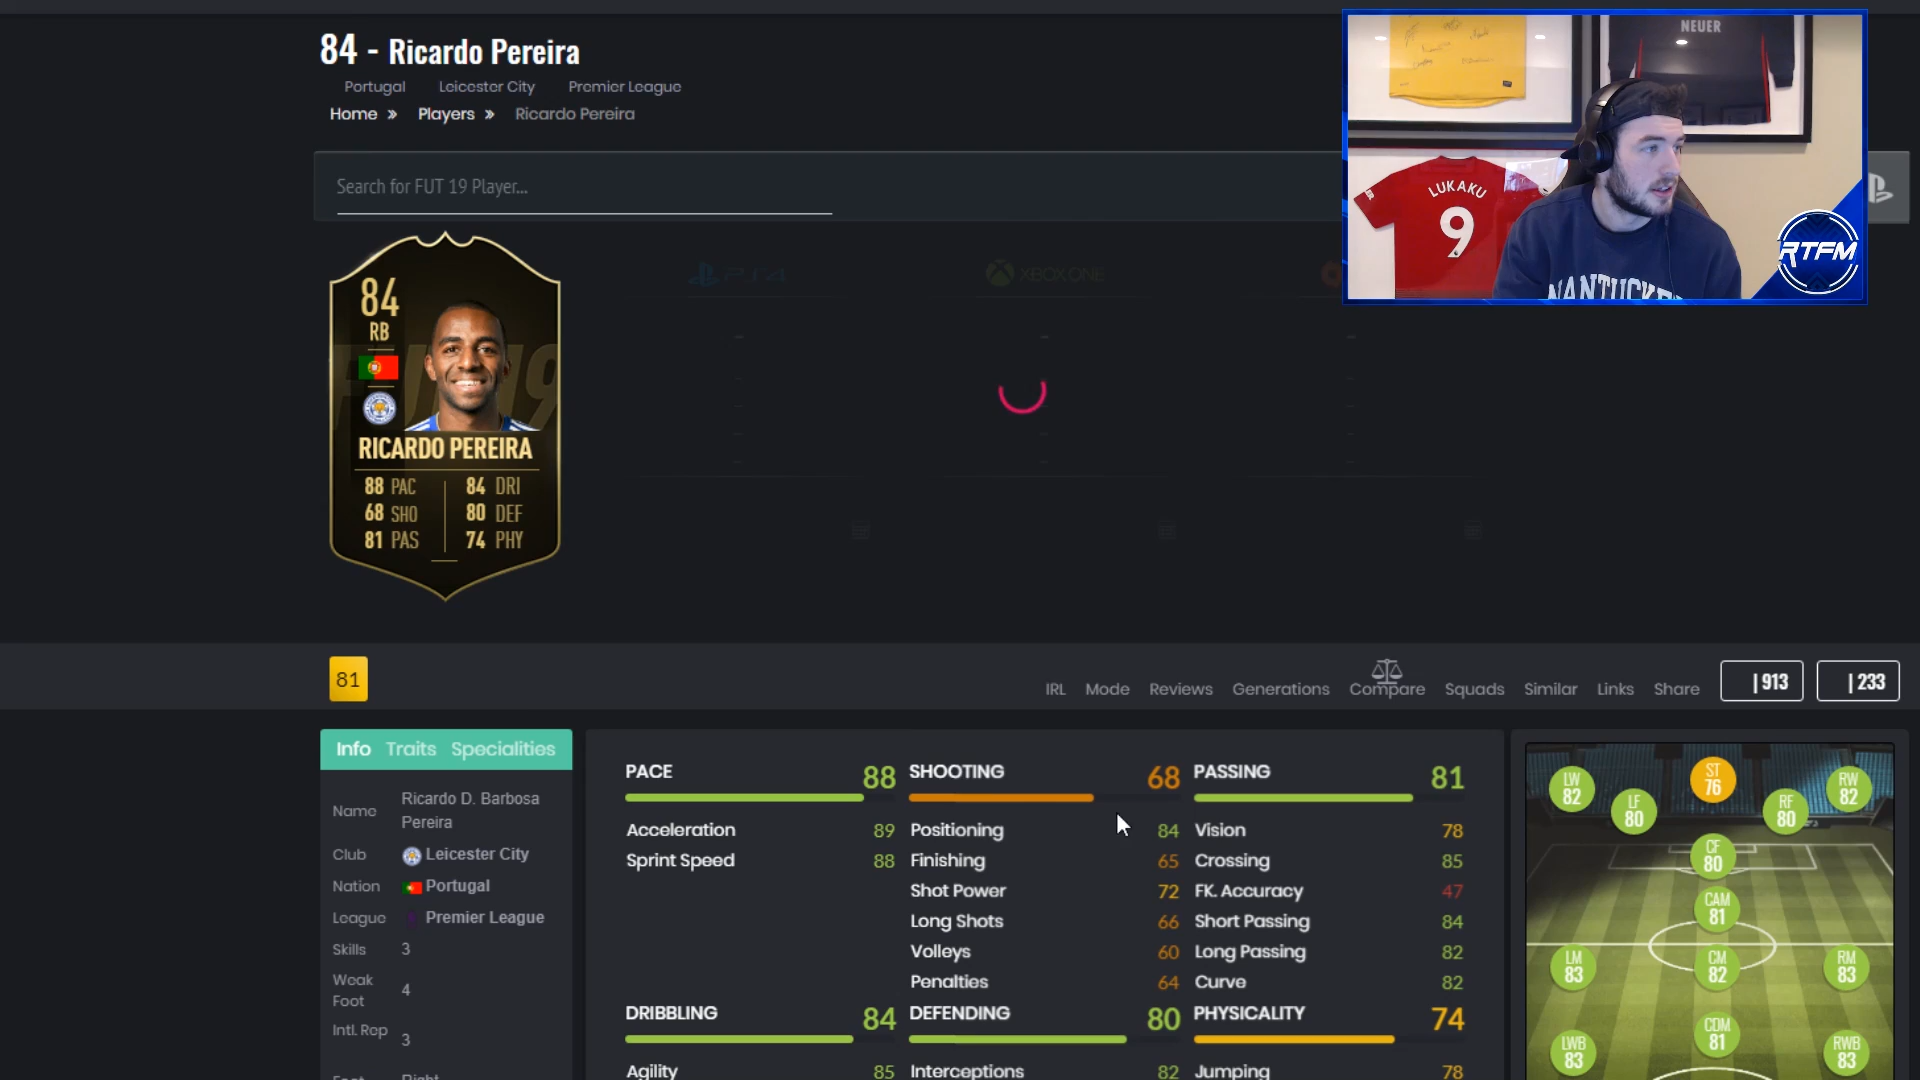 84 - Ricardo Pereira
Portugal Leicester City Premier League
Home » Players » Ricardo Pereira
Search for FUT 19 Player...
NEUER
LUKAKU
9
NANTUCKE
RTFM
84
RB
RICARDO PEREIRA
88 PAC 84 DRI
68 SHO 80 DEF
81 PAS 74 PHY
PS4 XBOX ONE
81
IRL Mode Reviews Generations Compare Squads Similar Links Share | 913 | 233
Info Traits Specialities
Name Ricardo D. Barbosa
Pereira
Club Leicester City
Nation Portugal
League Premier League
Skills 3
Weak
Foot 4
Intl. Rep 3
Right
PACE 88
Acceleration 89
Sprint Speed 88
SHOOTING 68
Positioning 84
Finishing 65
Shot Power 72
Long Shots 66
Volleys 60
Penalties 64
PASSING 81
Vision 78
Crossing 85
FK. Accuracy 47
Short Passing 84
Long Passing 82
Curve 82
DRIBBLING 84
Agility 85
DEFENDING 80
Interceptions 82
PHYSICALITY 74
Jumping 78
LW
82
ST
76
RW
82
LF
80
RF
80
CF
80
CAM
81
LM
83
CM
82
RM
83
LWB
83
CDM
81
RWB
83